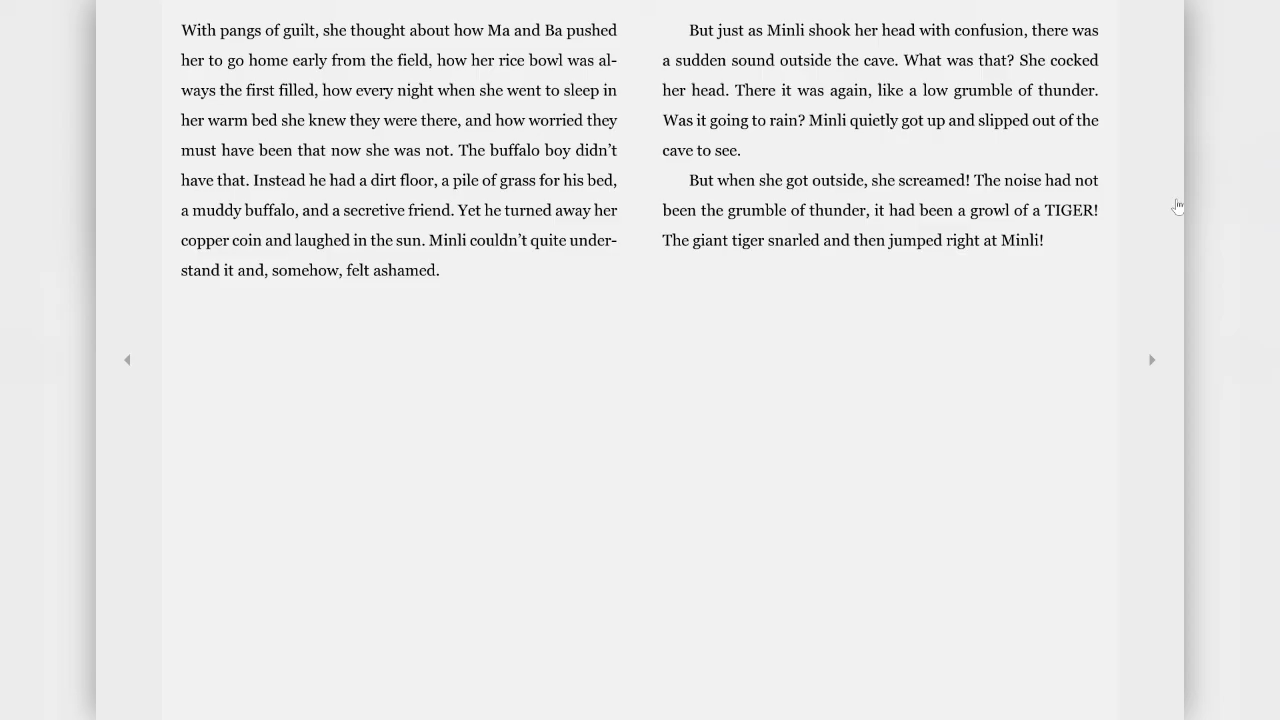 With pangs of guilt, she thought about how Ma and Ba pushed
her to go home early from the field, how her rice bowl was al-
ways the first filled, how every night when she went to sleep in
her warm bed she knew they were there, and how worried they
must have been that now she was not. The buffalo boy didn’t
have that. Instead he had a dirt floor, a pile of grass for his bed,
a muddy buffalo, and a secretive friend. Yet he turned away her
copper coin and laughed in the sun. Minli couldn’t quite under-
stand it and, somehow, felt ashamed.
But just as Minli shook her head with confusion, there was
a sudden sound outside the cave. What was that? She cocked
her head. There it was again, like a low grumble of thunder.
Was it going to rain? Minli quietly got up and slipped out of the
cave to see.
But when she got outside, she screamed! The noise had not
been the grumble of thunder, it had been a growl of a TIGER!
The giant tiger snarled and then jumped right at Minli!